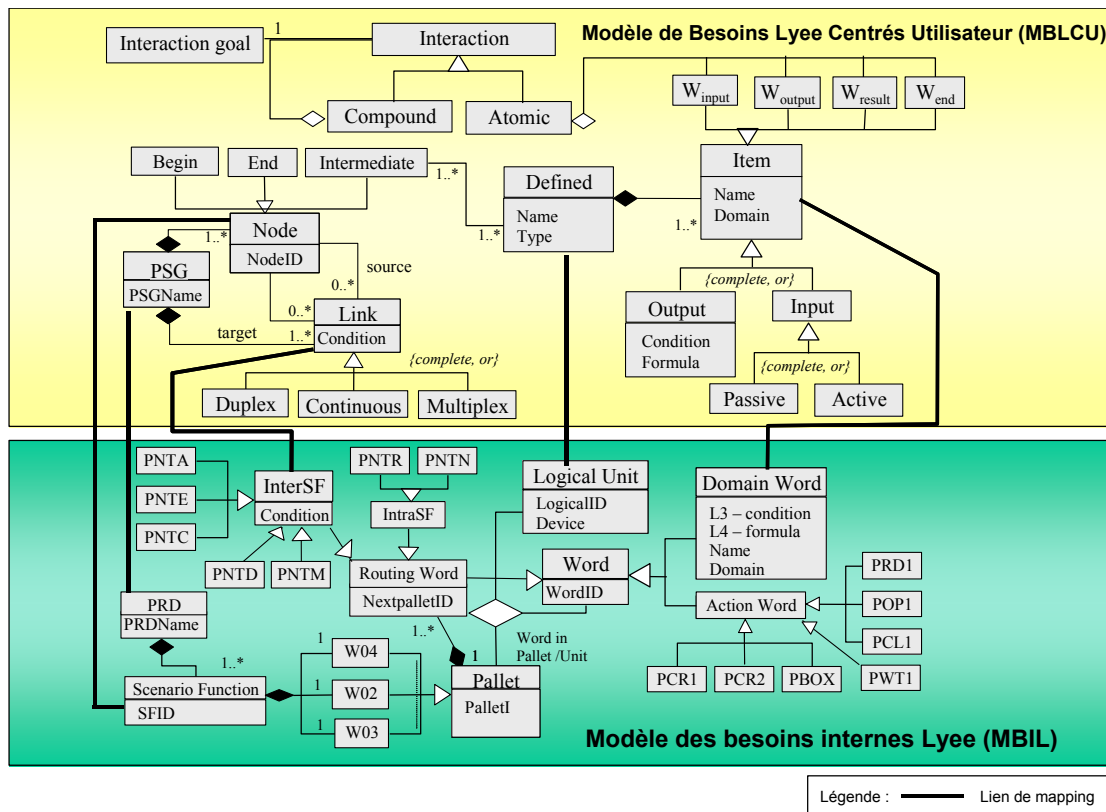 Modèle de Besoins Lyee Centrés Utilisateur (MBLCU)
Interaction goal
1
Interaction
Compound
Atomic
W input
W output
W result
W end
Begin
End
Intermediate
1..*
Defined
Name
Type
1..*
Item
Name
Domain
1..*
Node
NodeID
1..*
PSG
PSGName
source
0..*
0..*
target
1..*
Link
Condition
{complete, or}
Duplex
Continuous
Multiplex
{complete, or}
Output
Condition
Formula
Input
{complete, or}
Passive
Active
PNTA
PNTE
PNTC
InterSF
Condition
PNTD
PNTM
PNTR
PNTN
IntraSF
Routing Word
NextpalletID
Logical Unit
LogicalID
Device
Word
WordID
Domain Word
L3 – condition
L4 – formula
Name
Domain
Action Word
PRD1
POP1
PCL1
PWT1
PCR1
PCR2
PBOX
PRD
PRDName
1..*
Scenario Function
SFID
1
W04
1
W02
1
W03
1..*
1
Word in
Pallet /Unit
Pallet
PalletI
Modèle des besoins internes Lyee (MBIL)
Légende :
Lien de mapping